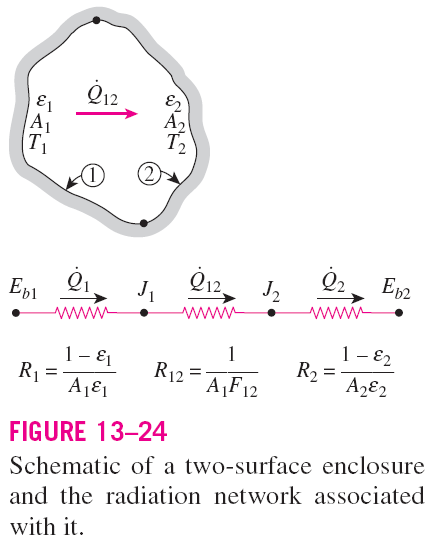 ε₁ Q̇₁₂ ε₂
A₁ A₂
T₁ T₂
1 2
E_b1 Q̇₁ J₁ Q̇₁₂ J₂ Q̇₂ E_b2
R₁ = (1 − ε₁)/(A₁ε₁) R₁₂ = 1/(A₁F₁₂) R₂ = (1 − ε₂)/(A₂ε₂)
FIGURE 13–24
Schematic of a two-surface enclosure
and the radiation network associated
with it.